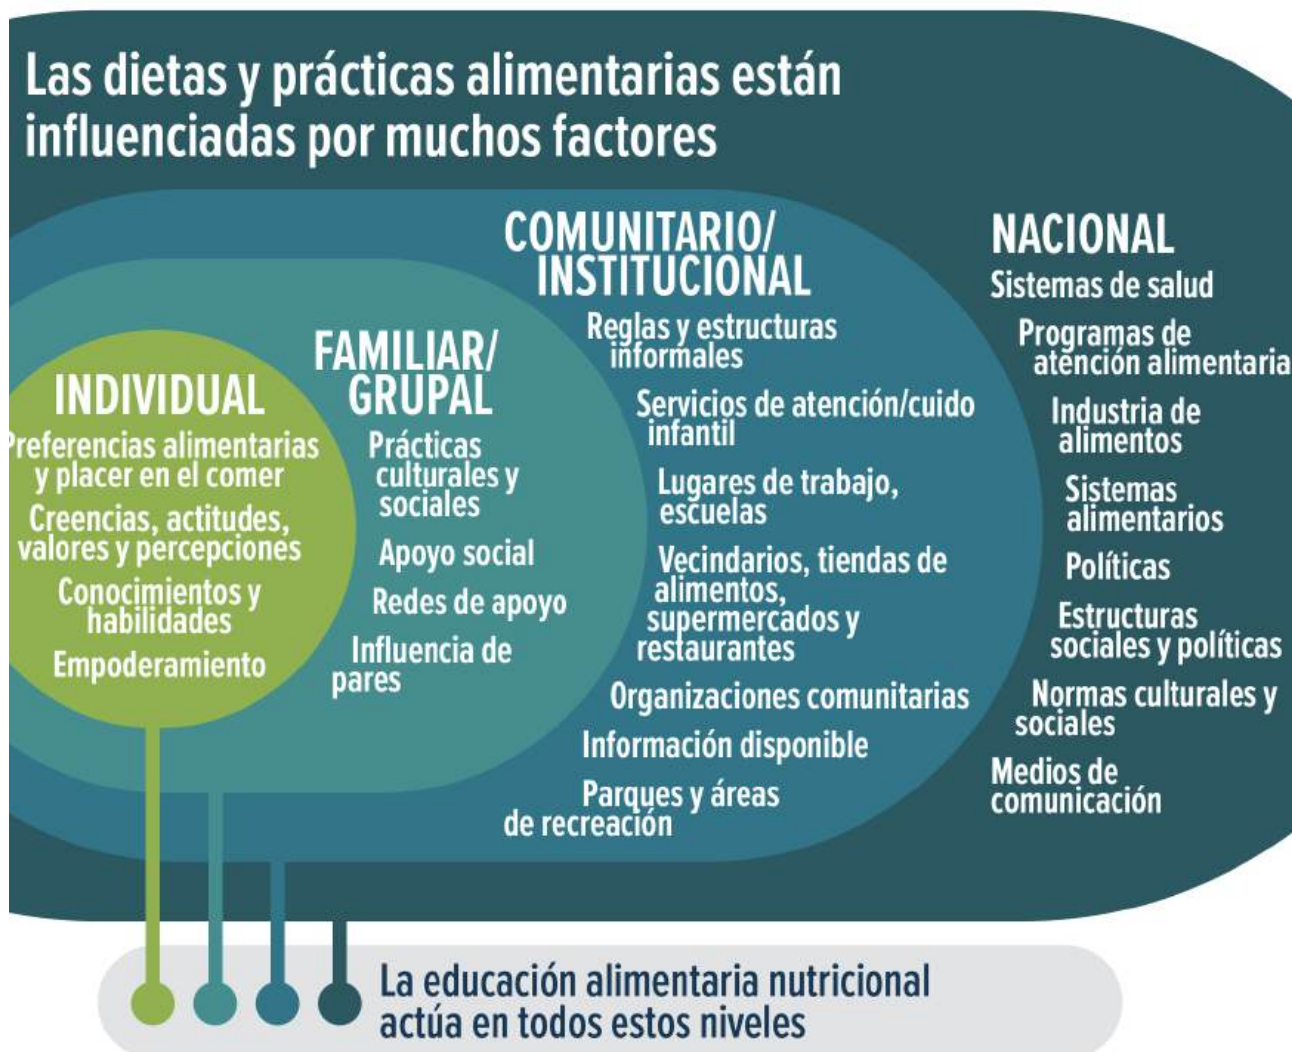 Las dietas y prácticas alimentarias están
influenciadas por muchos factores
INDIVIDUAL
Preferencias alimentarias
y placer en el comer
Creencias, actitudes,
valores y percepciones
Conocimientos y
habilidades
Empoderamiento
FAMILIAR/
GRUPAL
Prácticas
culturales y
sociales
Apoyo social
Redes de apoyo
Influencia de
pares
COMUNITARIO/
INSTITUCIONAL
Reglas y estructuras
informales
Servicios de atención/cuido
infantil
Lugares de trabajo,
escuelas
Vecindarios, tiendas de
alimentos,
supermercados y
restaurantes
Organizaciones comunitarias
Información disponible
Parques y áreas
de recreación
NACIONAL
Sistemas de salud
Programas de
atención alimentaria
Industria de
alimentos
Sistemas
alimentarios
Políticas
Estructuras
sociales y políticas
Normas culturales y
sociales
Medios de
comunicación
La educación alimentaria nutricional
actúa en todos estos niveles